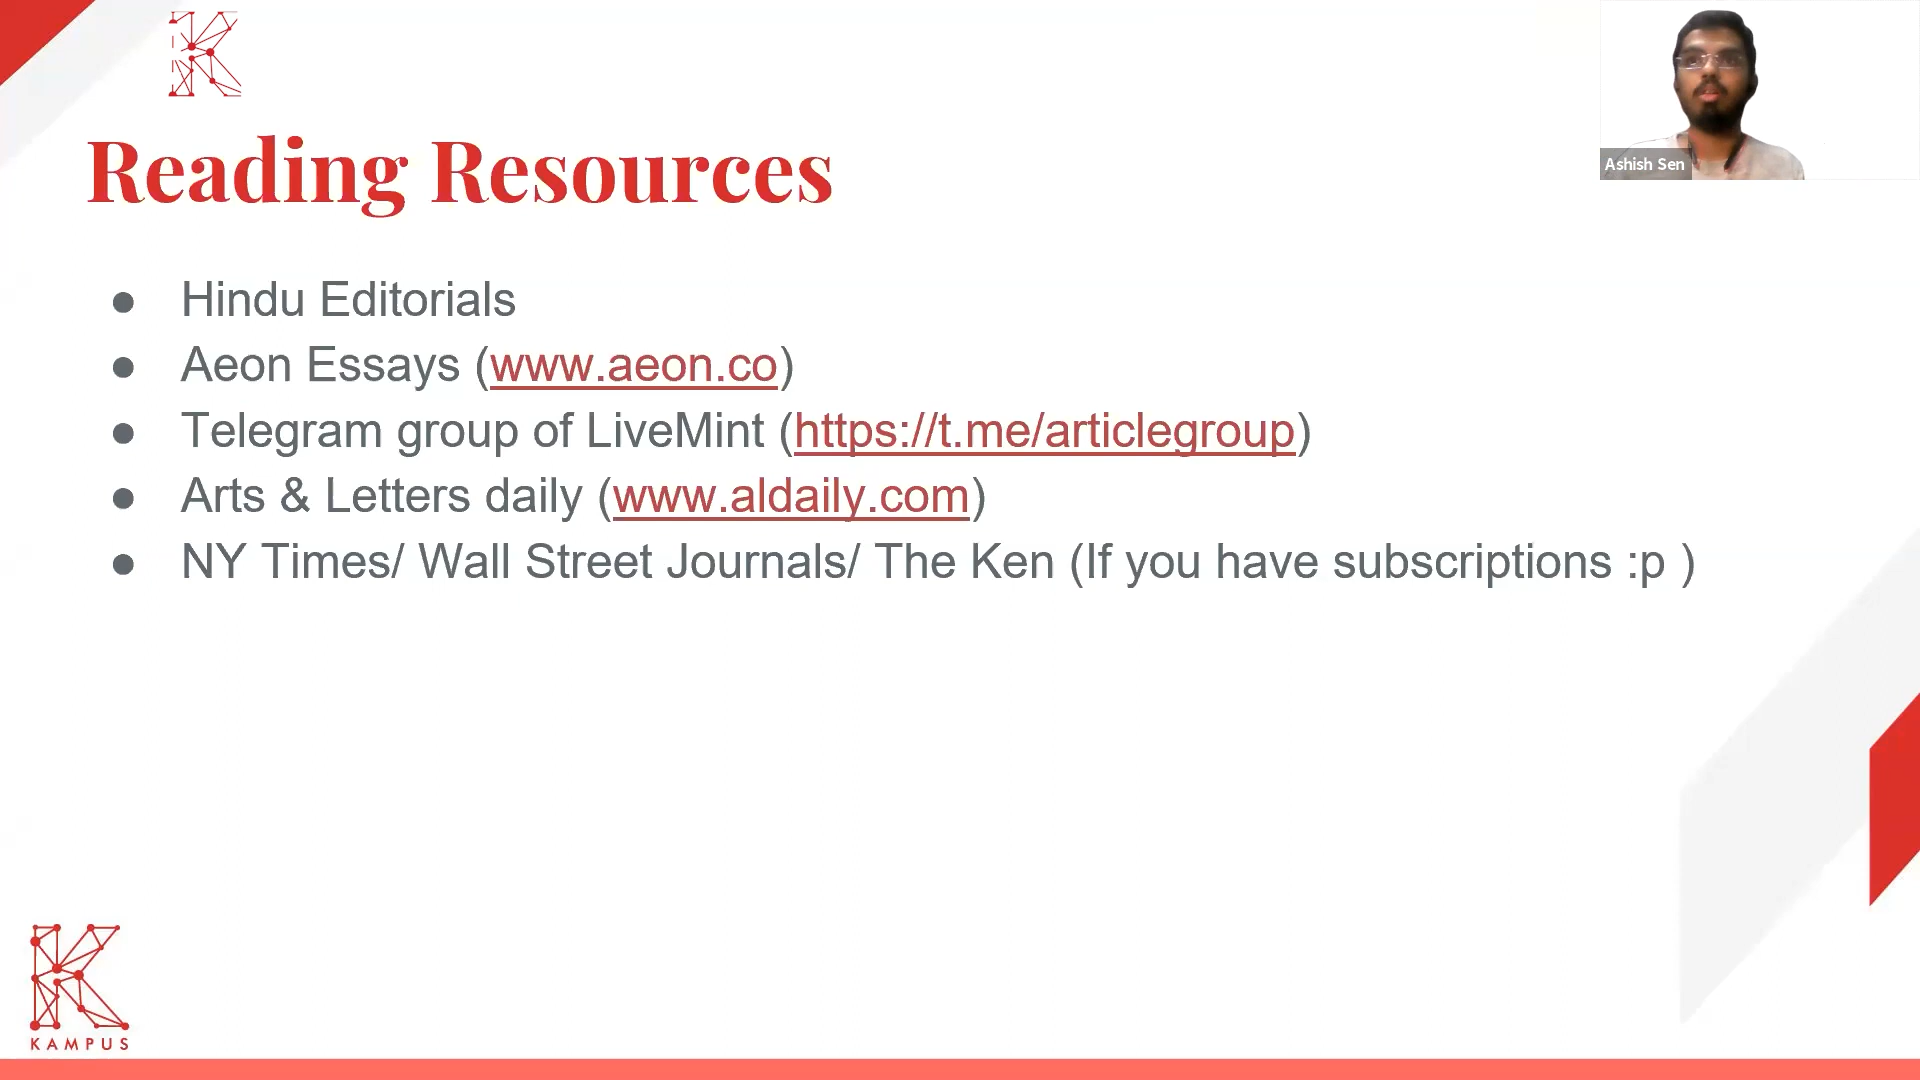 Reading Resources
Ashish Sen
● Hindu Editorials
● Aeon Essays (www.aeon.co)
● Telegram group of LiveMint (https://t.me/articlegroup)
● Arts & Letters daily (www.aldaily.com)
● NY Times/ Wall Street Journals/ The Ken (If you have subscriptions :p )
KAMPUS